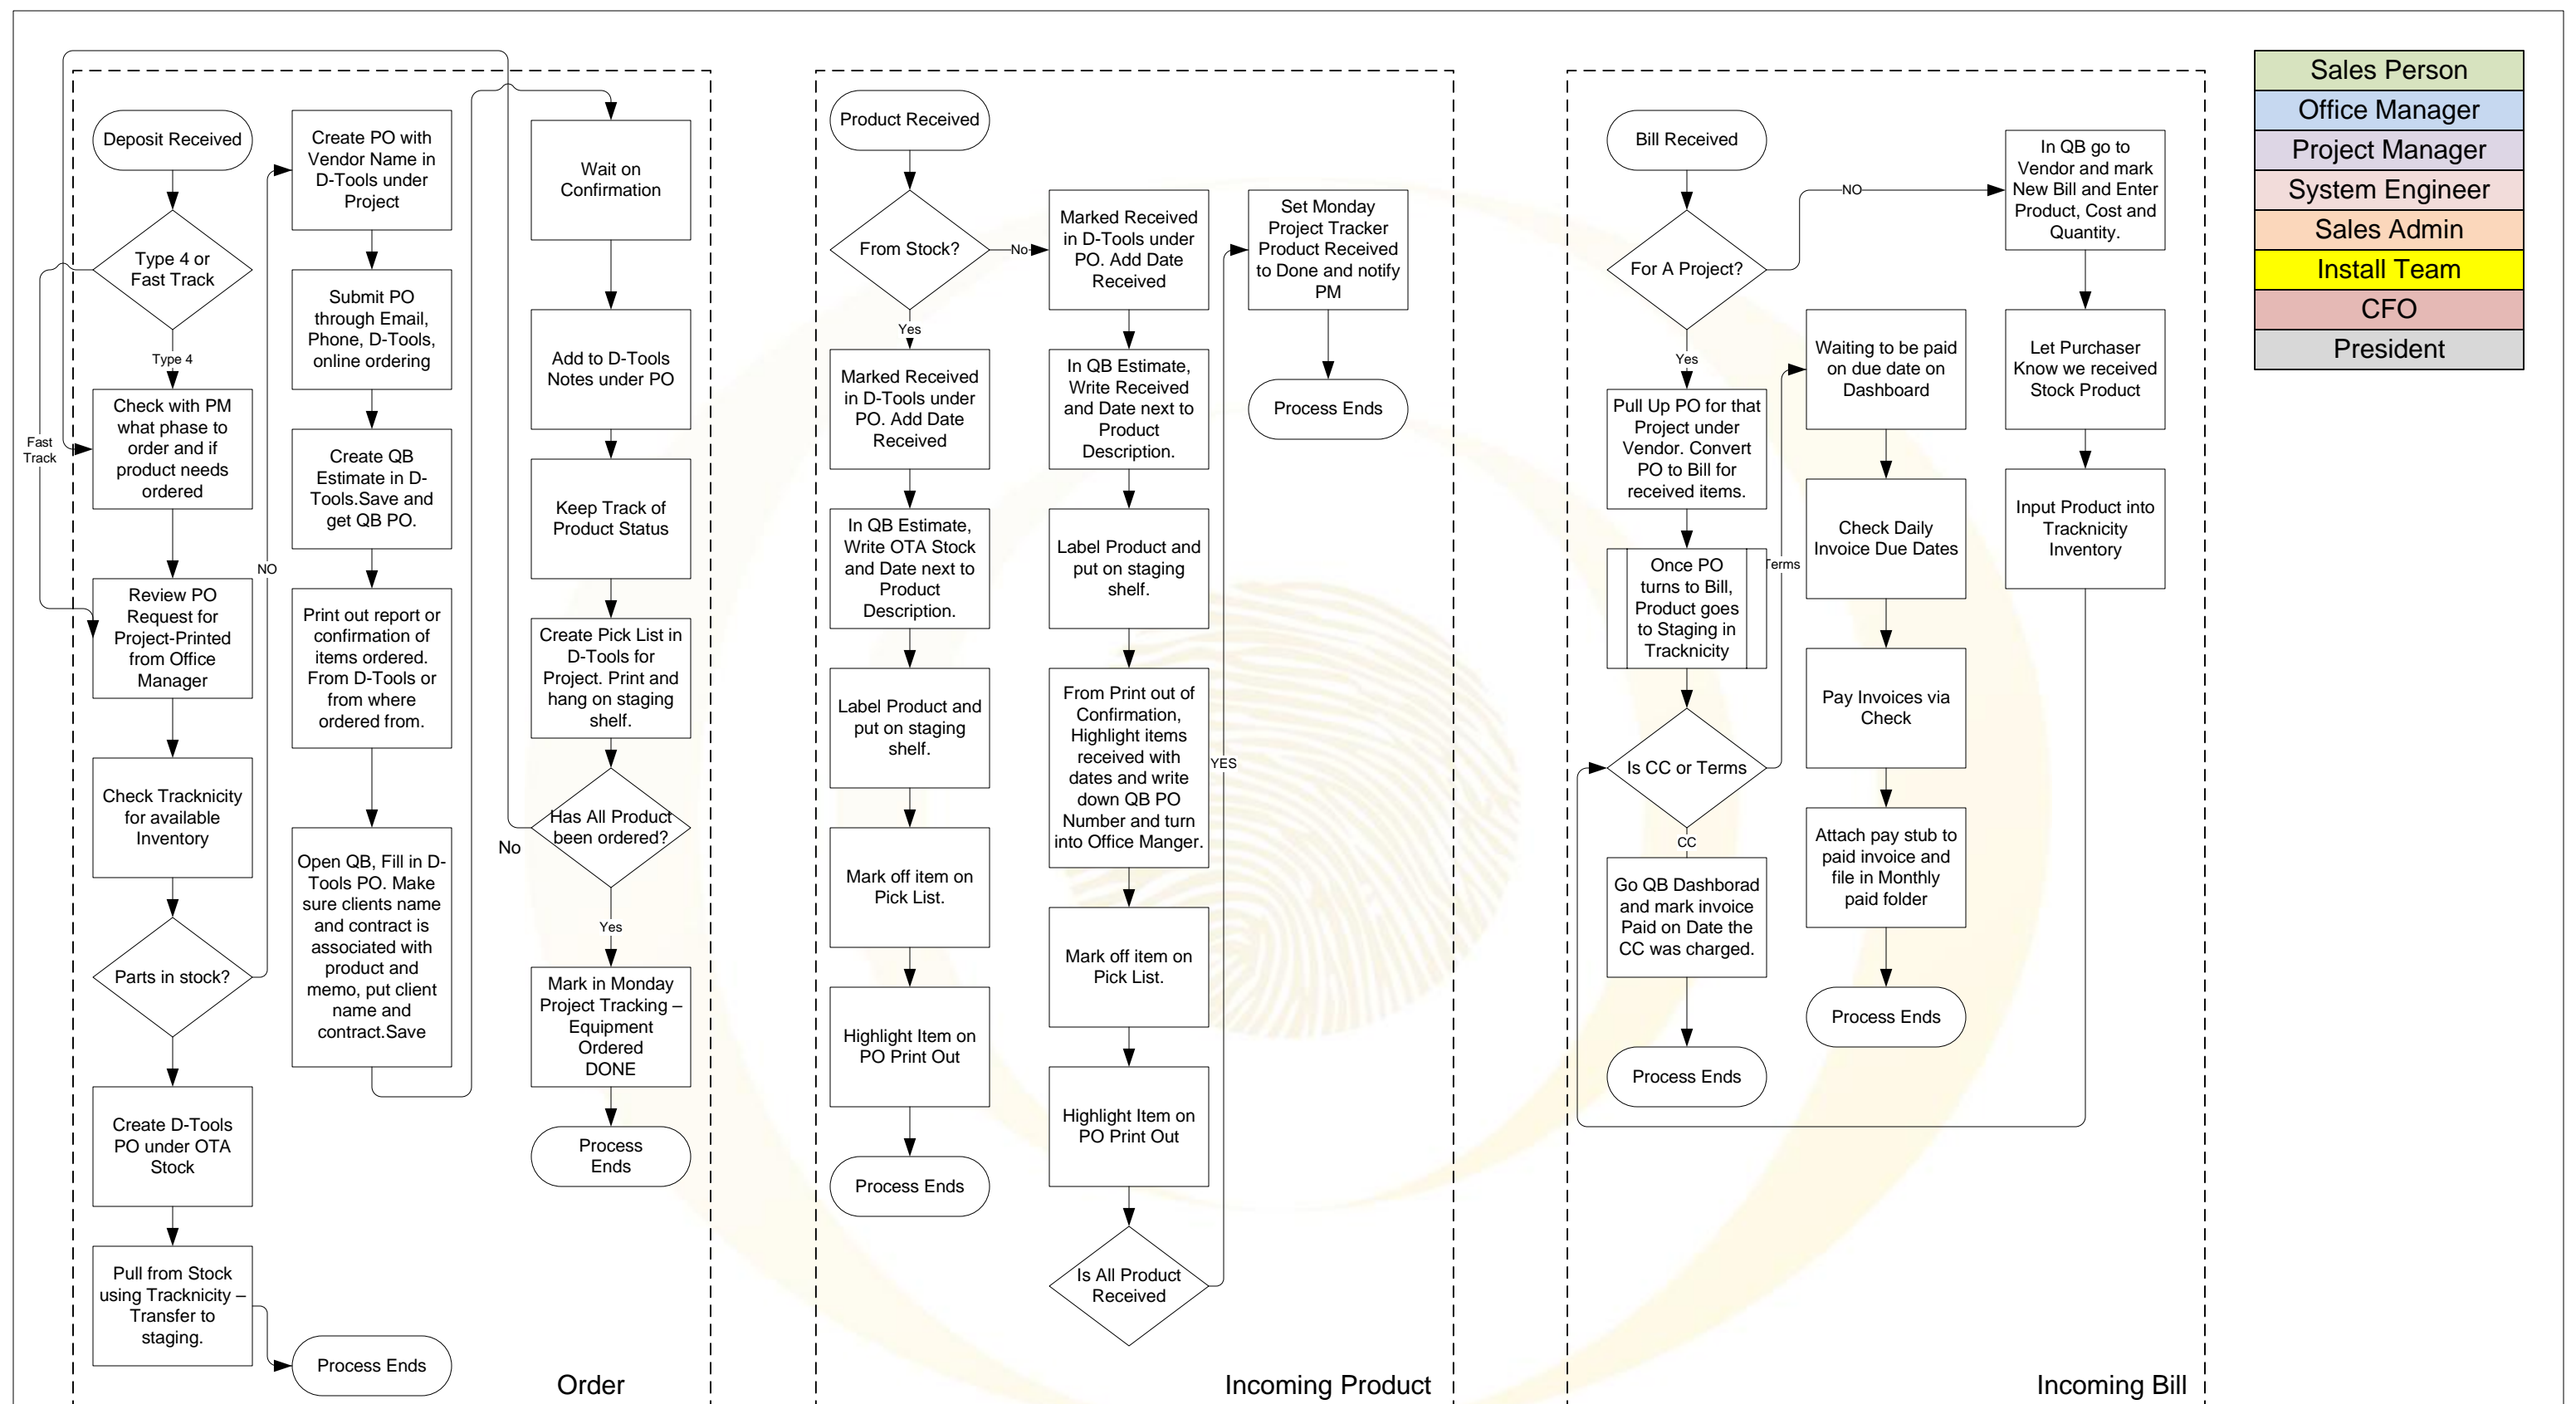 Deposit Received
Type 4 or
Fast Track
Type 4
Fast
Track
Check with PM
what phase to
order and if
product needs
ordered
Review PO
Request for
Project-Printed
from Office
Manager
Check Tracknicity
for available
Inventory
Parts in stock?
NO
Create D-Tools
PO under OTA
Stock
Pull from Stock
using Tracknicity –
Transfer to
staging.
Process Ends
Create PO with
Vendor Name in
D-Tools under
Project
Submit PO
through Email,
Phone, D-Tools,
online ordering
Create QB
Estimate in D-
Tools.Save and
get QB PO.
Print out report or
confirmation of
items ordered.
From D-Tools or
from where
ordered from.
Open QB, Fill in D-
Tools PO. Make
sure clients name
and contract is
associated with
product and
memo, put client
name and
contract.Save
Wait on
Confirmation
Add to D-Tools
Notes under PO
Keep Track of
Product Status
Create Pick List in
D-Tools for
Project. Print and
hang on staging
shelf.
Has All Product
been ordered?
No
Yes
Mark in Monday
Project Tracking –
Equipment
Ordered
DONE
Process
Ends
Order
Product Received
From Stock?
No
Yes
Marked Received
in D-Tools under
PO. Add Date
Received
In QB Estimate,
Write OTA Stock
and Date next to
Product
Description.
Label Product and
put on staging
shelf.
Mark off item on
Pick List.
Highlight Item on
PO Print Out
Process Ends
Marked Received
in D-Tools under
PO. Add Date
Received
In QB Estimate,
Write Received
and Date next to
Product
Description.
Label Product and
put on staging
shelf.
From Print out of
Confirmation,
Highlight items
received with
dates and write
down QB PO
Number and turn
into Office Manger.
Mark off item on
Pick List.
Highlight Item on
PO Print Out
Is All Product
Received
YES
Set Monday
Project Tracker
Product Received
to Done and notify
PM
Process Ends
Incoming Product
Bill Received
For A Project?
NO
Yes
Pull Up PO for that
Project under
Vendor. Convert
PO to Bill for
received items.
Once PO
turns to Bill,
Product goes
to Staging in
Tracknicity
Is CC or Terms
Terms
CC
Go QB Dashborad
and mark invoice
Paid on Date the
CC was charged.
Process Ends
Waiting to be paid
on due date on
Dashboard
Check Daily
Invoice Due Dates
Pay Invoices via
Check
Attach pay stub to
paid invoice and
file in Monthly
paid folder
Process Ends
In QB go to
Vendor and mark
New Bill and Enter
Product, Cost and
Quantity.
Let Purchaser
Know we received
Stock Product
Input Product into
Tracknicity
Inventory
Incoming Bill
Sales Person
Office Manager
Project Manager
System Engineer
Sales Admin
Install Team
CFO
President